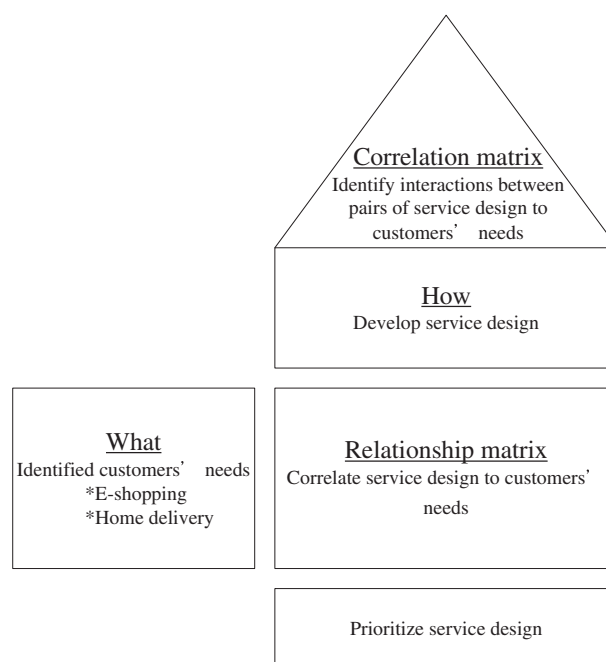 Correlation matrix
Identify interactions between
pairs of service design to
customers’ needs
How
Develop service design
What
Identified customers’ needs
*E-shopping
*Home delivery
Relationship matrix
Correlate service design to customers’
needs
Prioritize service design